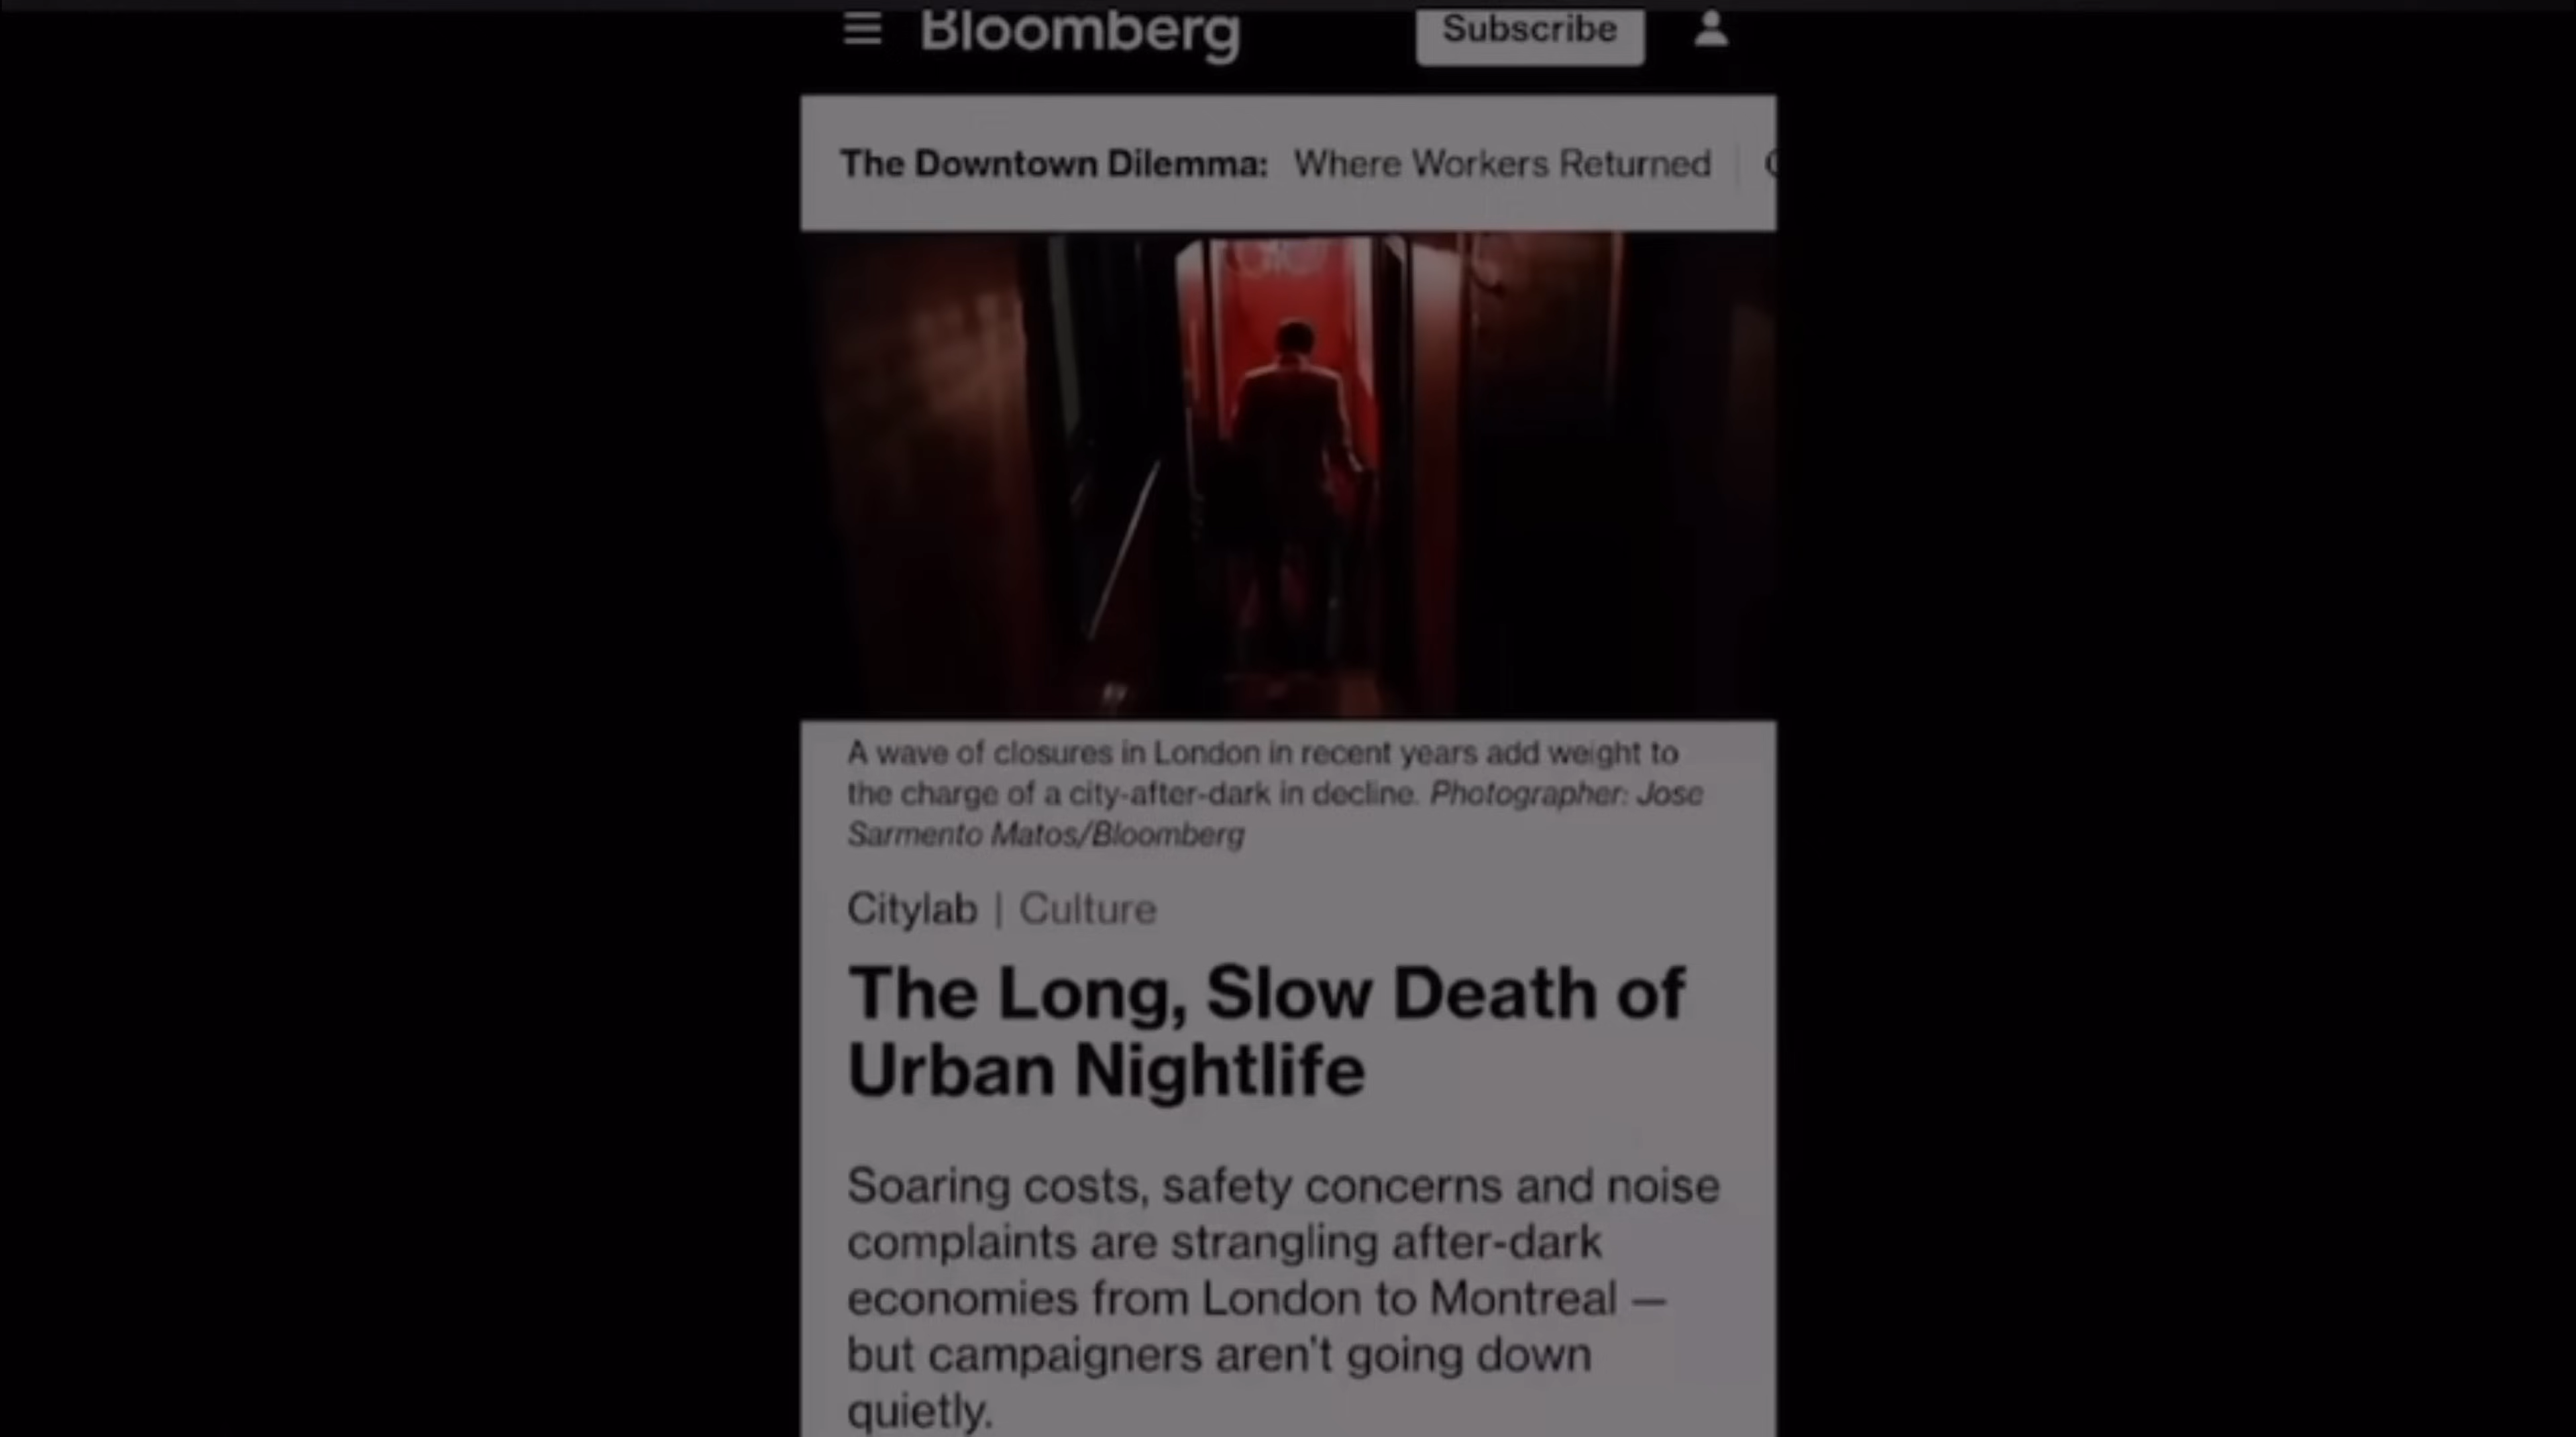 Bloomberg
Subscribe
The Downtown Dilemma: Where Workers Returned
A wave of closures in London in recent years add weight to
the charge of a city-after-dark in decline. Photographer: Jose
Sarmento Matos/Bloomberg
Citylab | Culture
The Long, Slow Death of
Urban Nightlife
Soaring costs, safety concerns and noise
complaints are strangling after-dark
economies from London to Montreal —
but campaigners aren't going down
quietly.